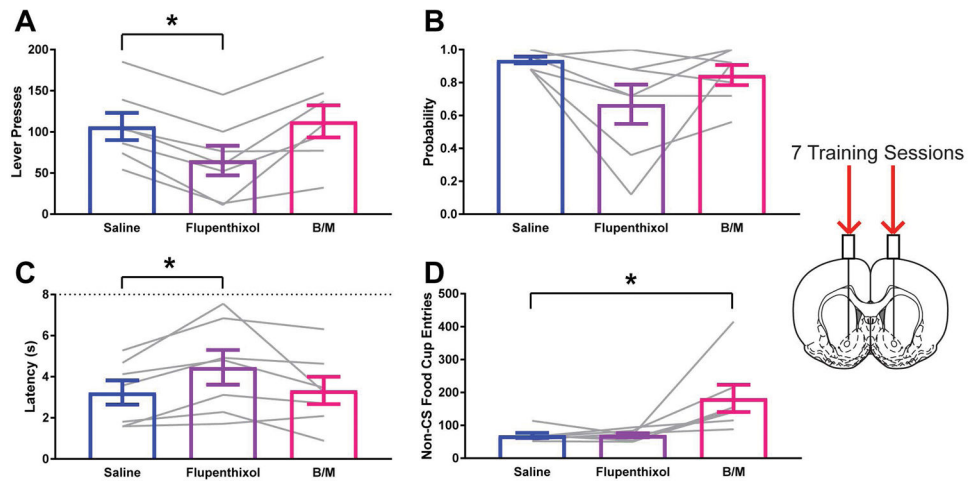 A
*
Lever Presses
200
150
100
50
0
Saline
Flupenthixol
B/M
B
Probability
1.0
0.8
0.6
0.4
0.2
0.0
Saline
Flupenthixol
B/M
7 Training Sessions
C
*
Latency (s)
8
6
4
2
0
Saline
Flupenthixol
B/M
D
*
Non-CS Food Cup Entries
500
400
300
200
100
0
Saline
Flupenthixol
B/M